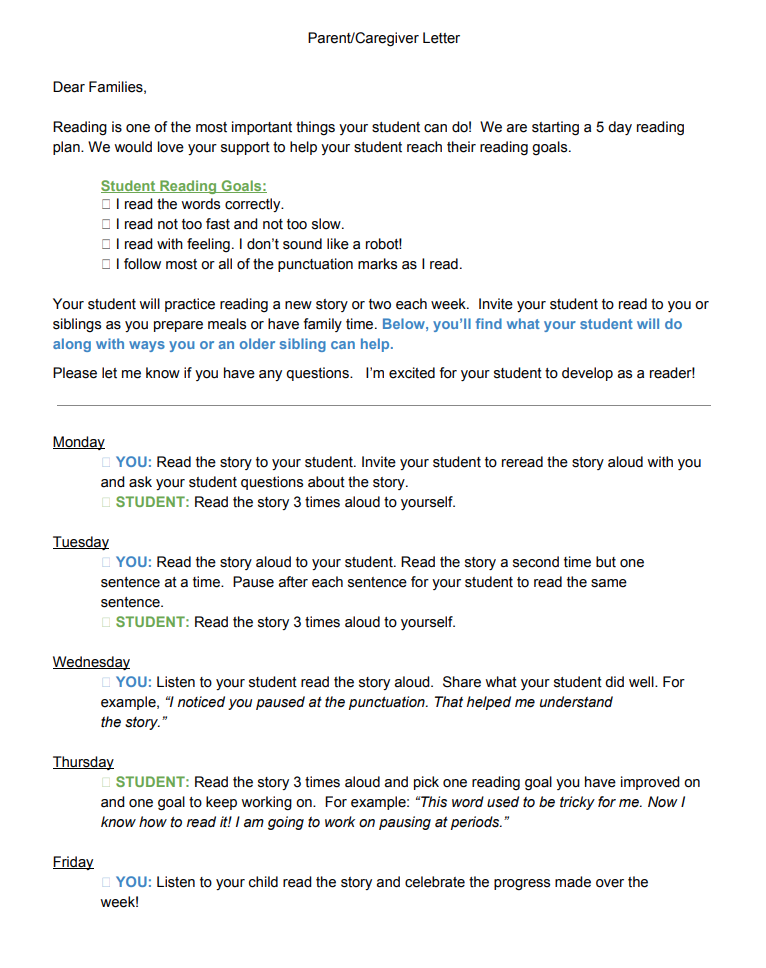 Parent/Caregiver Letter
Dear Families,
Reading is one of the most important things your student can do!  We are starting a 5 day reading
plan. We would love your support to help your student reach their reading goals.
Student Reading Goals:
□ I read the words correctly.
□ I read not too fast and not too slow.
□ I read with feeling. I don’t sound like a robot!
□ I follow most or all of the punctuation marks as I read.
Your student will practice reading a new story or two each week.  Invite your student to read to you or
siblings as you prepare meals or have family time. Below, you’ll find what your student will do
along with ways you or an older sibling can help.
Please let me know if you have any questions.   I’m excited for your student to develop as a reader!
Monday
□ YOU: Read the story to your student. Invite your student to reread the story aloud with you
and ask your student questions about the story.
□ STUDENT: Read the story 3 times aloud to yourself.
Tuesday
□ YOU: Read the story aloud to your student. Read the story a second time but one
sentence at a time.  Pause after each sentence for your student to read the same
sentence.
□ STUDENT: Read the story 3 times aloud to yourself.
Wednesday
□ YOU: Listen to your student read the story aloud.  Share what your student did well. For
example, “I noticed you paused at the punctuation. That helped me understand
the story.”
Thursday
□ STUDENT: Read the story 3 times aloud and pick one reading goal you have improved on
and one goal to keep working on.  For example: “This word used to be tricky for me. Now I
know how to read it! I am going to work on pausing at periods.”
Friday
□ YOU: Listen to your child read the story and celebrate the progress made over the
week!